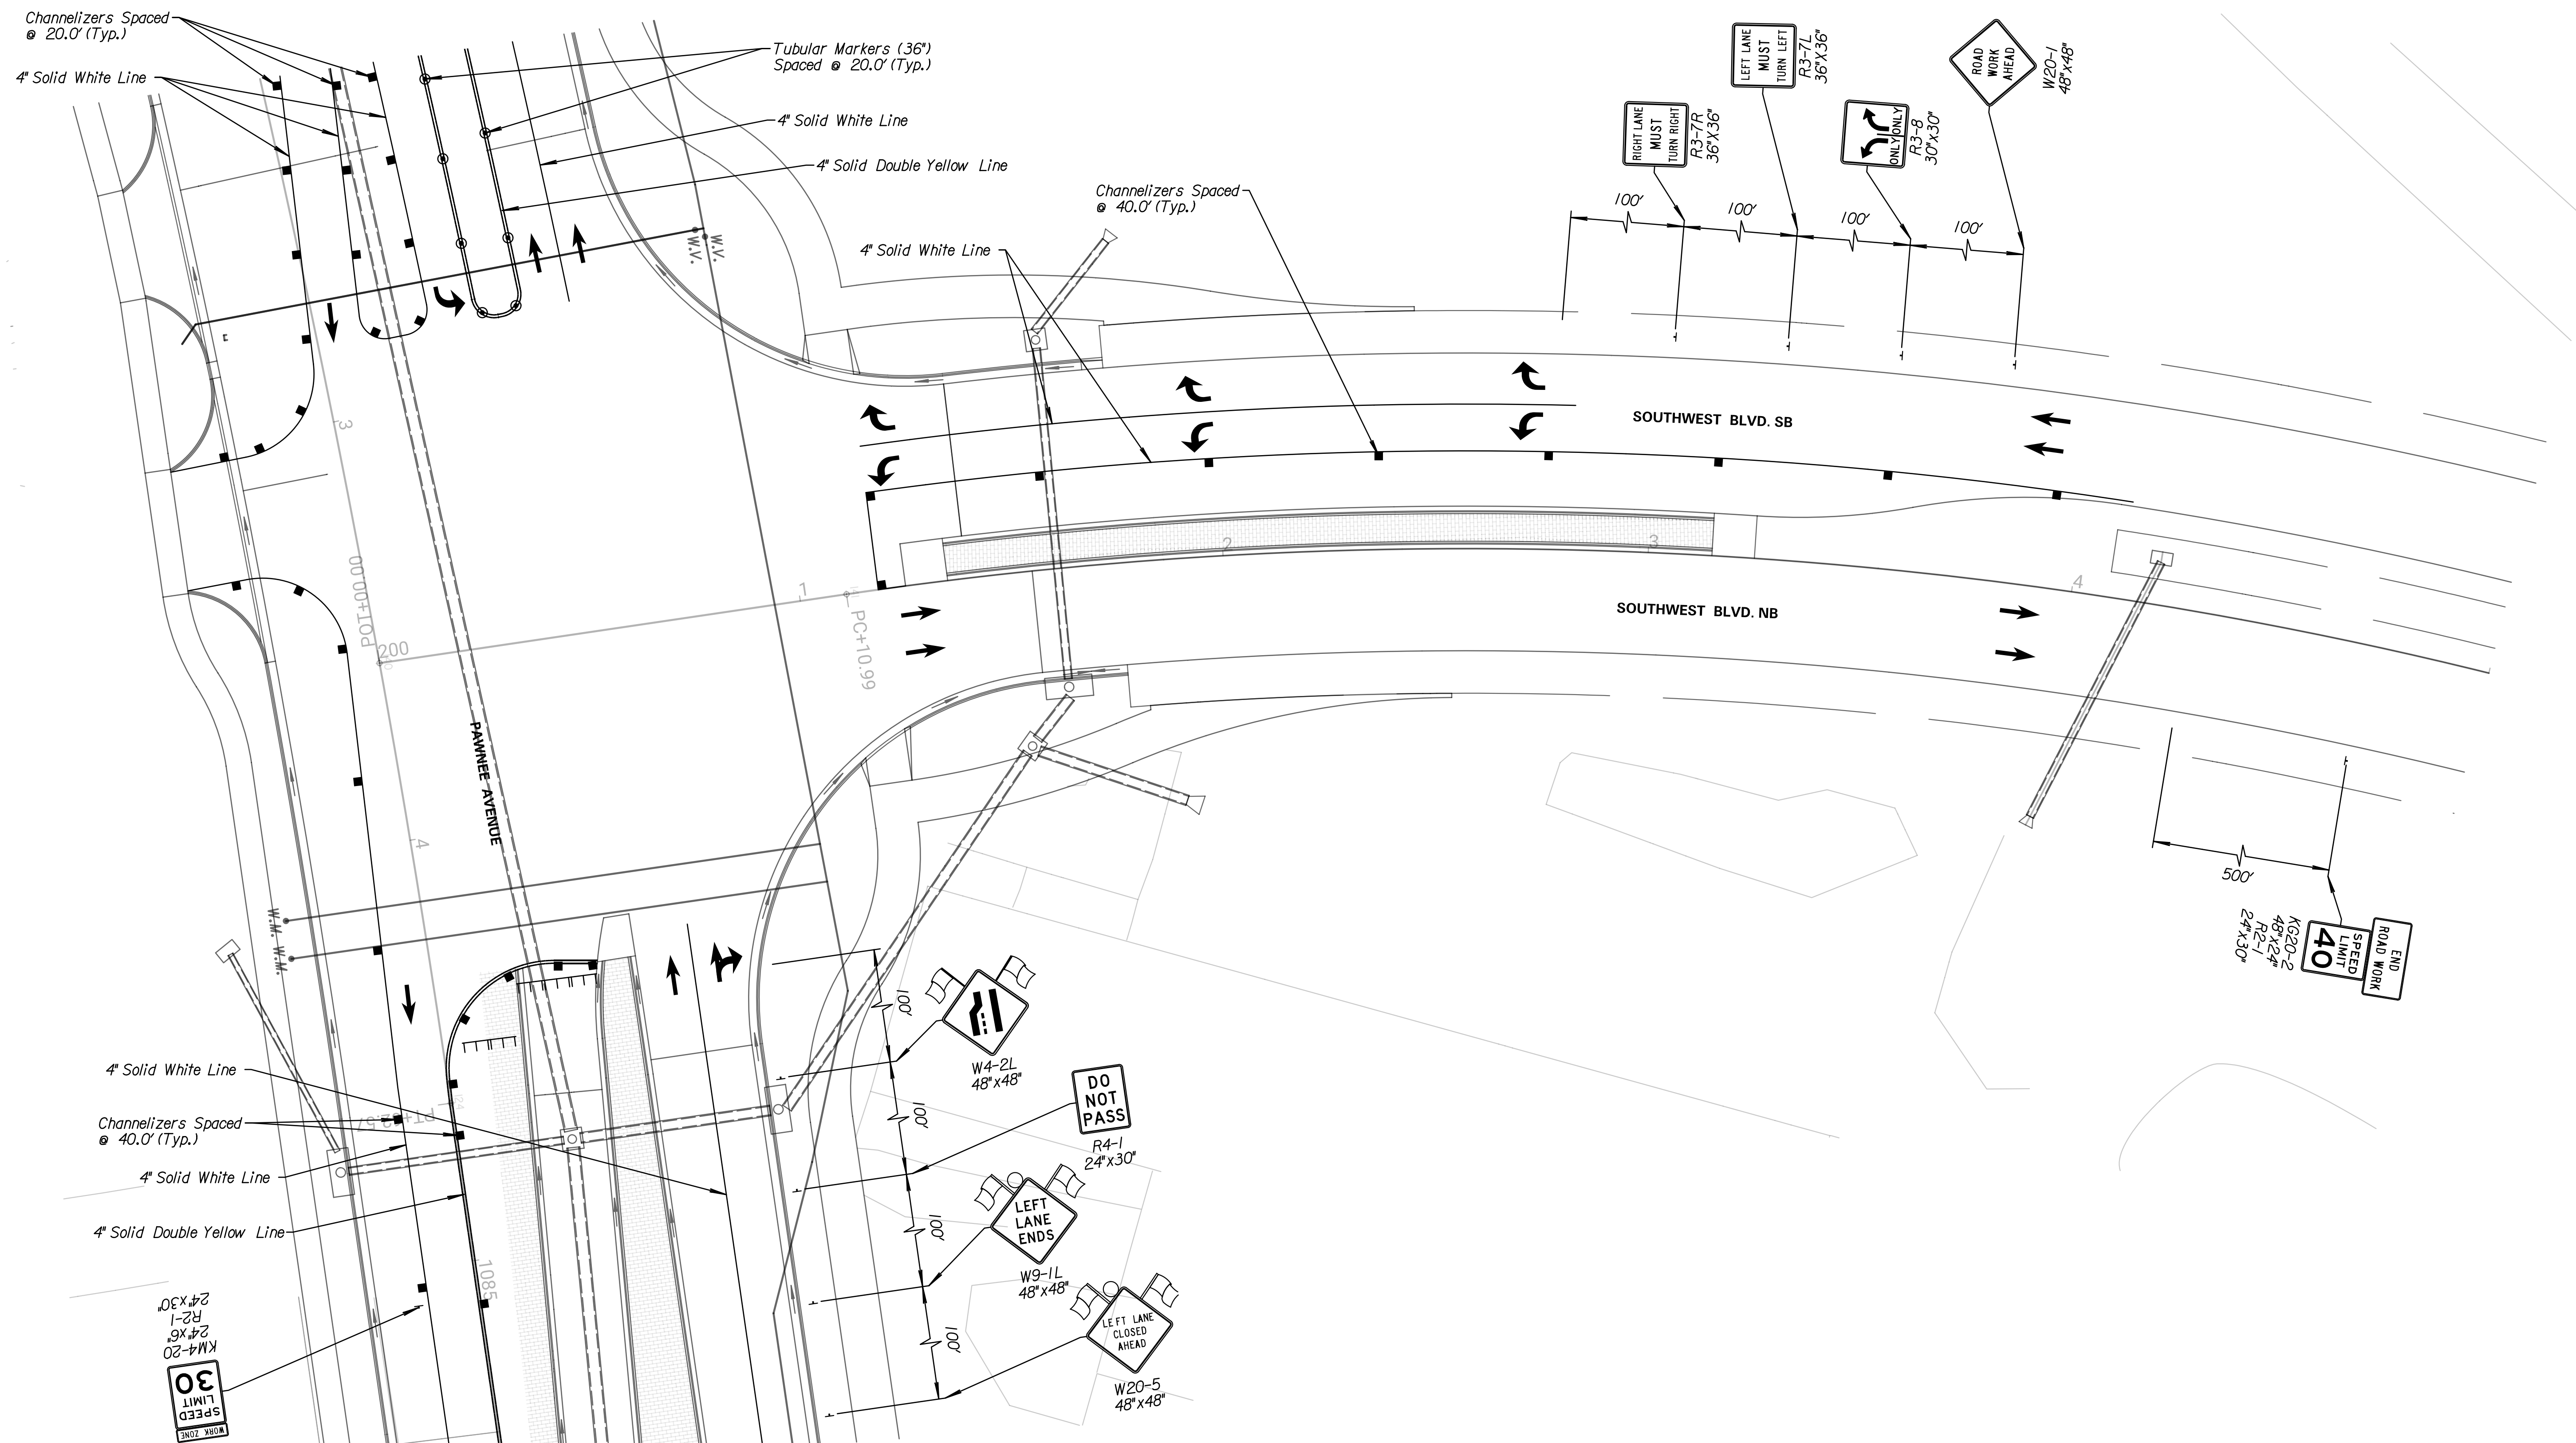 Channelizers Spaced
@ 20.0' (Typ.)
4" Solid White Line
Tubular Markers (36")
Spaced @ 20.0' (Typ.)
4" Solid White Line
4" Solid Double Yellow Line
Channelizers Spaced
@ 40.0' (Typ.)
4" Solid White Line
W.V.
W.V.
RIGHT LANE
MUST
TURN RIGHT
R3-7R
36"X36"
LEFT LANE
MUST
TURN LEFT
R3-7L
36"X36"
ONLY
ONLY
R3-8
30"X30"
ROAD
WORK
AHEAD
W20-1
48"x48"
100'
100'
100'
100'
SOUTHWEST BLVD. SB
SOUTHWEST BLVD. NB
3
POT+00.00
200
1
PC+10.99
2
3
4
4
PAWNEE AVENUE
W.M.
W.M.
500'
END
ROAD WORK
SPEED
LIMIT
40
KG20-2
48"x24"
R2-1
24"x30"
100'
W4-2L
48"x48"
100'
DO
NOT
PASS
R4-1
24"x30"
100'
LEFT
LANE
ENDS
W9-1L
48"x48"
100'
LEFT LANE
CLOSED
AHEAD
W20-5
48"x48"
4" Solid White Line
Channelizers Spaced
@ 40.0' (Typ.)
4" Solid White Line
4" Solid Double Yellow Line
1085
WORK ZONE
SPEED
LIMIT
30
KM4-20
24"x6"
R2-1
24"x30"